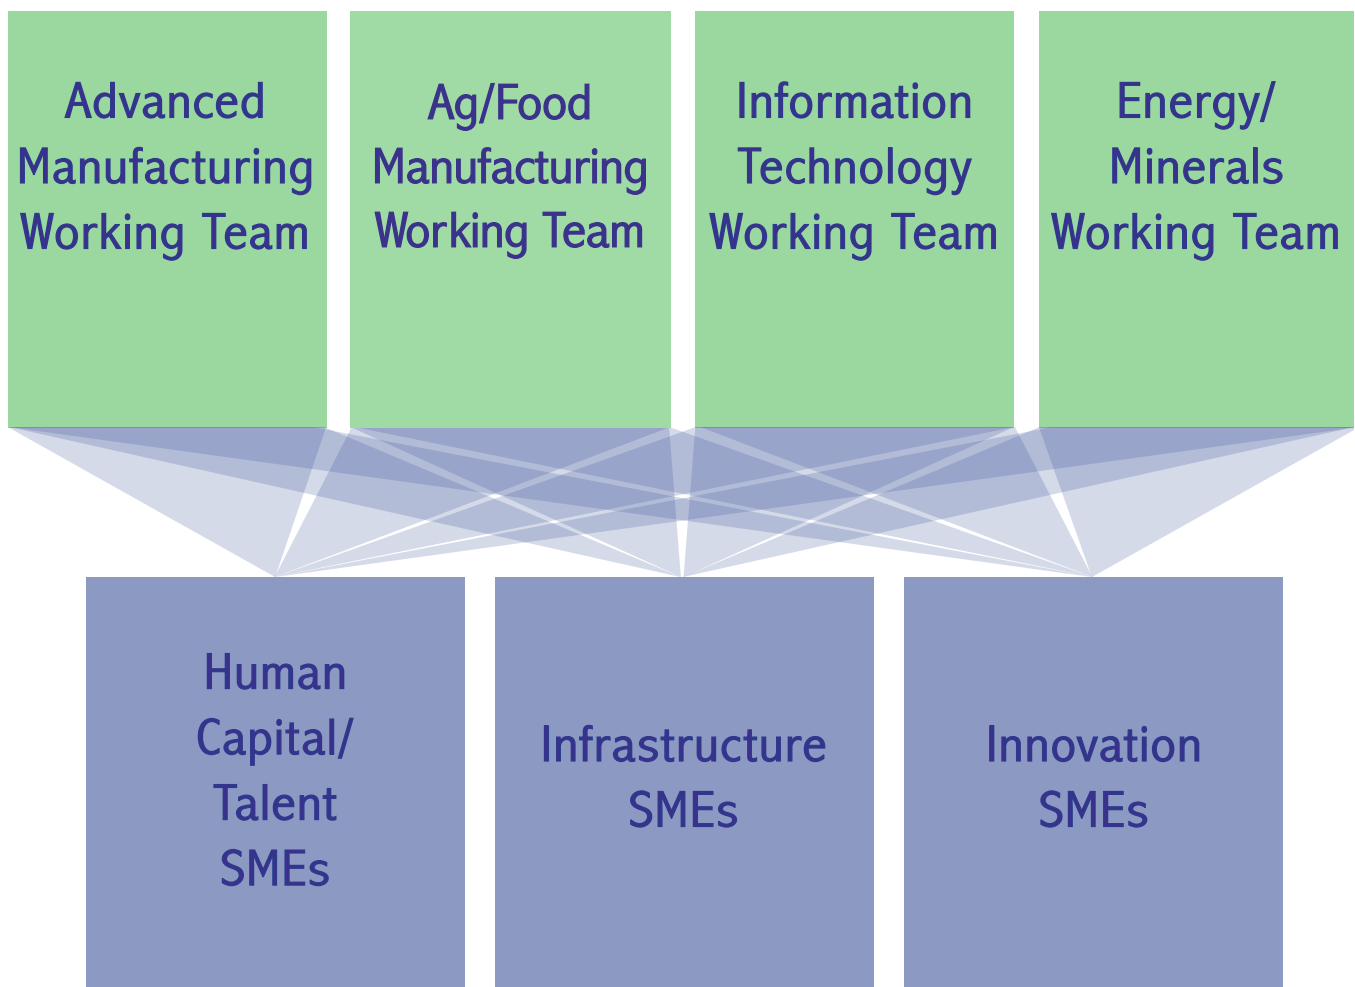 Advanced
Manufacturing
Working Team
Ag/Food
Manufacturing
Working Team
Information
Technology
Working Team
Energy/
Minerals
Working Team
Human
Capital/
Talent
SMEs
Infrastructure
SMEs
Innovation
SMEs